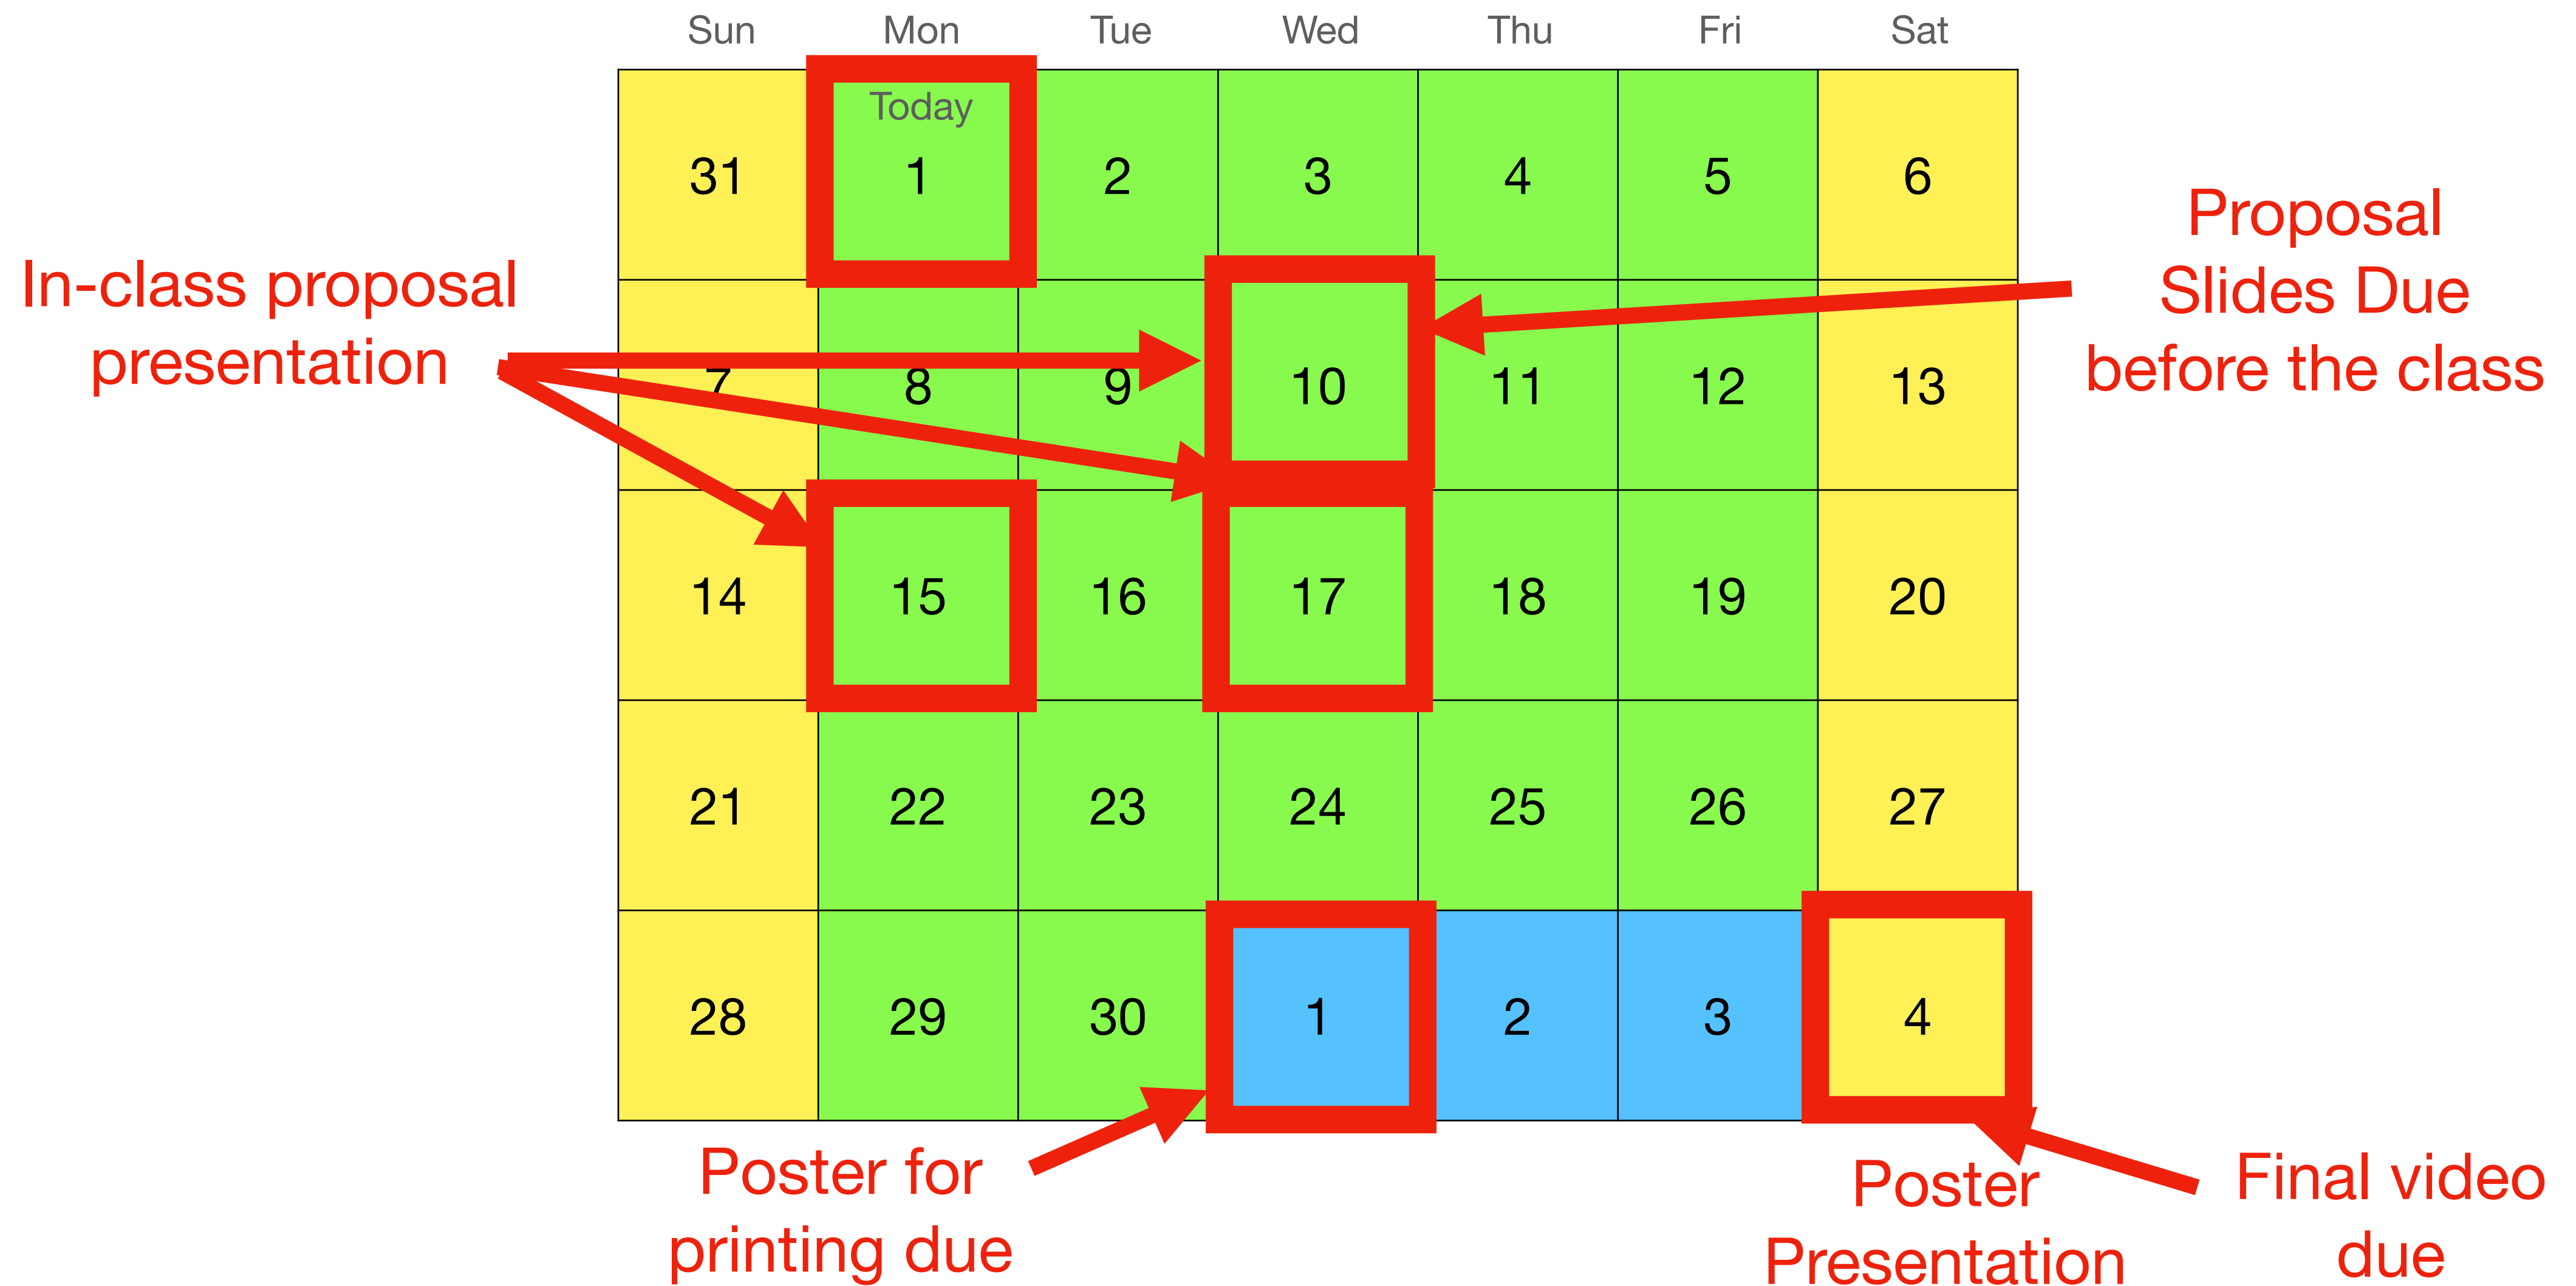 Sun Mon Tue Wed Thu Fri Sat
Today
31 1 2 3 4 5 6
7 8 9 10 11 12 13
14 15 16 17 18 19 20
21 22 23 24 25 26 27
28 29 30 1 2 3 4
In-class proposal
presentation
Proposal
Slides Due
before the class
Poster for
printing due
Poster
Presentation
Final video
due